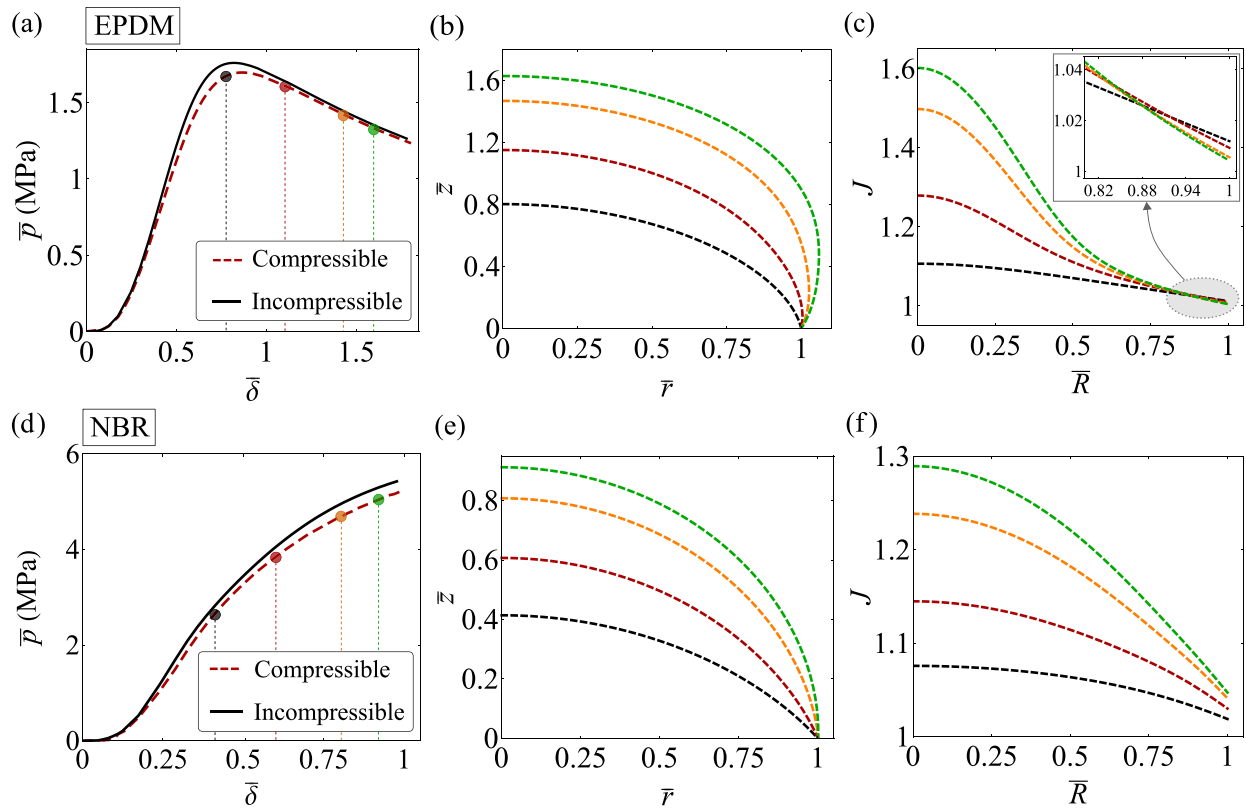 (a) EPDM
p̅ (MPa)
1.5
1
0.5
0
0 0.5 1 1.5
δ̅
Compressible
Incompressible
(b)
z̅
1.6
1.2
0.8
0.4
0
0 0.25 0.5 0.75 1
r̅
(c)
J
1.6
1.4
1.2
1
0 0.25 0.5 0.75 1
R̅
1.04
1.02
1
0.82 0.88 0.94 1
(d) NBR
p̅ (MPa)
6
4
2
0
0 0.25 0.5 0.75 1
δ̅
Compressible
Incompressible
(e)
z̅
0.8
0.6
0.4
0.2
0
0 0.25 0.5 0.75 1
r̅
(f)
J
1.3
1.2
1.1
1
0 0.25 0.5 0.75 1
R̅